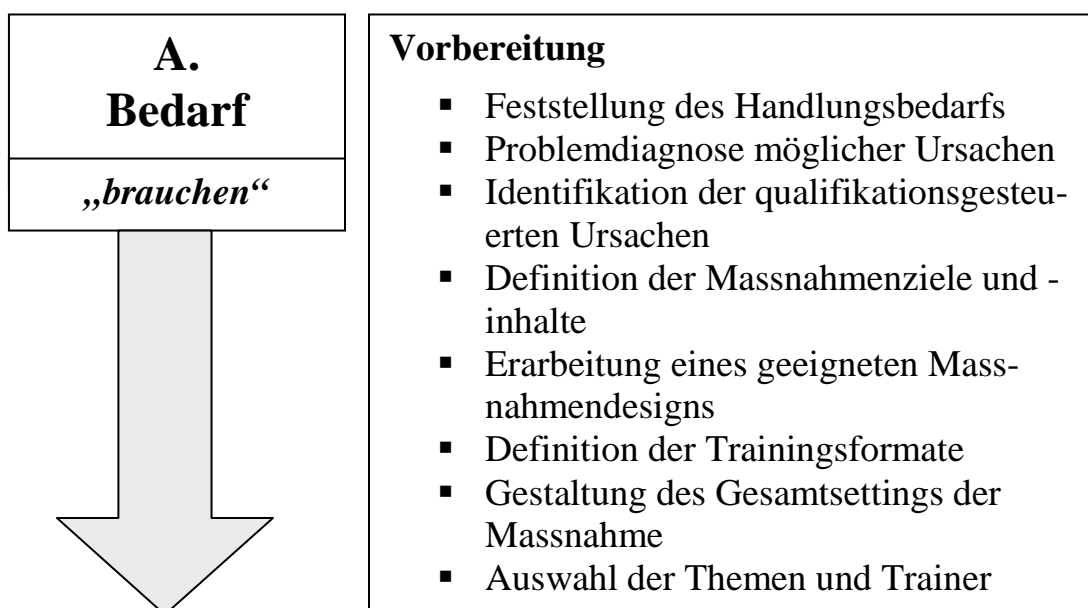 A.
Bedarf
„brauchen“
Vorbereitung
▪ Feststellung des Handlungsbedarfs
▪ Problemdiagnose möglicher Ursachen
▪ Identifikation der qualifikationsgesteu-
erten Ursachen
▪ Definition der Massnahmenziele und -
inhalte
▪ Erarbeitung eines geeigneten Mass-
nahmendesigns
▪ Definition der Trainingsformate
▪ Gestaltung des Gesamtsettings der
Massnahme
▪ Auswahl der Themen und Trainer